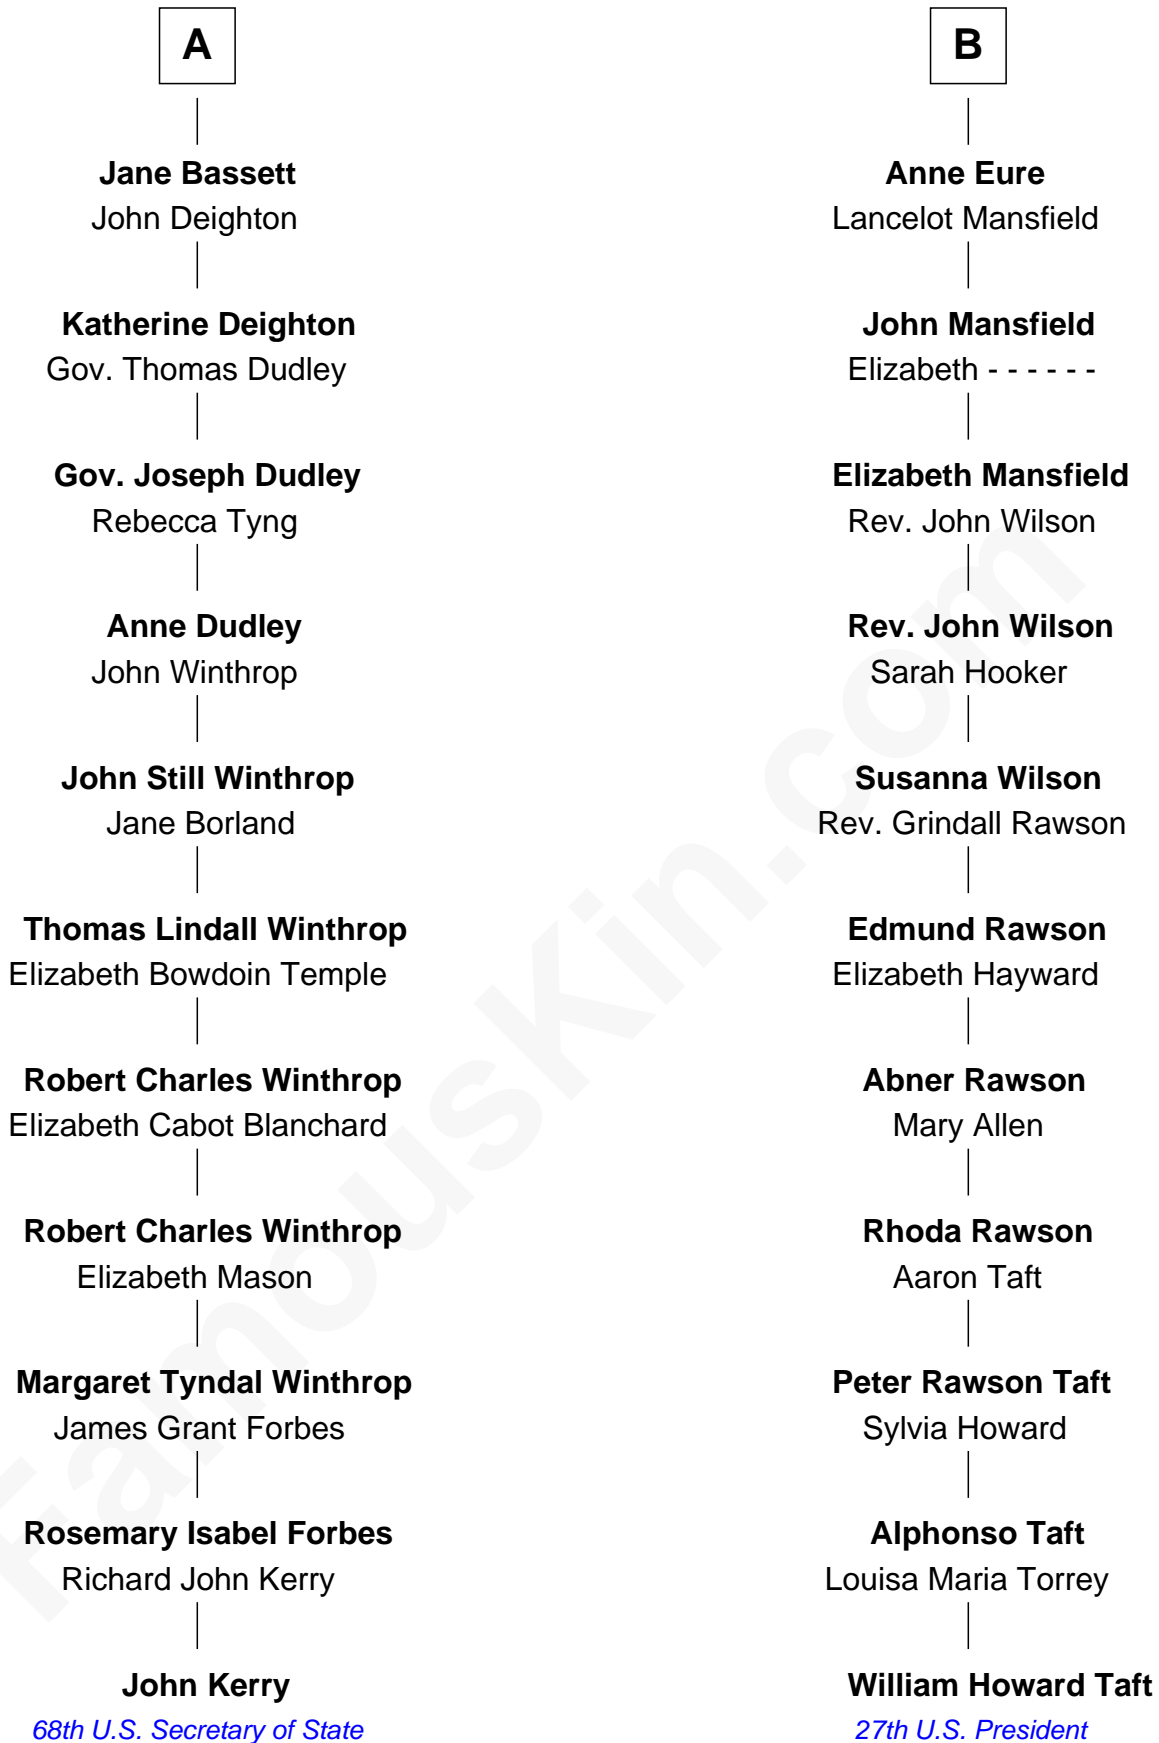 A
Jane Bassett
John Deighton
Katherine Deighton
Gov. Thomas Dudley
Gov. Joseph Dudley
Rebecca Tyng
Anne Dudley
John Winthrop
John Still Winthrop
Jane Borland
Thomas Lindall Winthrop
Elizabeth Bowdoin Temple
Robert Charles Winthrop
Elizabeth Cabot Blanchard
Robert Charles Winthrop
Elizabeth Mason
Margaret Tyndal Winthrop
James Grant Forbes
Rosemary Isabel Forbes
Richard John Kerry
John Kerry
68th U.S. Secretary of State
B
Anne Eure
Lancelot Mansfield
John Mansfield
Elizabeth - - - - - -
Elizabeth Mansfield
Rev. John Wilson
Rev. John Wilson
Sarah Hooker
Susanna Wilson
Rev. Grindall Rawson
Edmund Rawson
Elizabeth Hayward
Abner Rawson
Mary Allen
Rhoda Rawson
Aaron Taft
Peter Rawson Taft
Sylvia Howard
Alphonso Taft
Louisa Maria Torrey
William Howard Taft
27th U.S. President
FamousKin.com